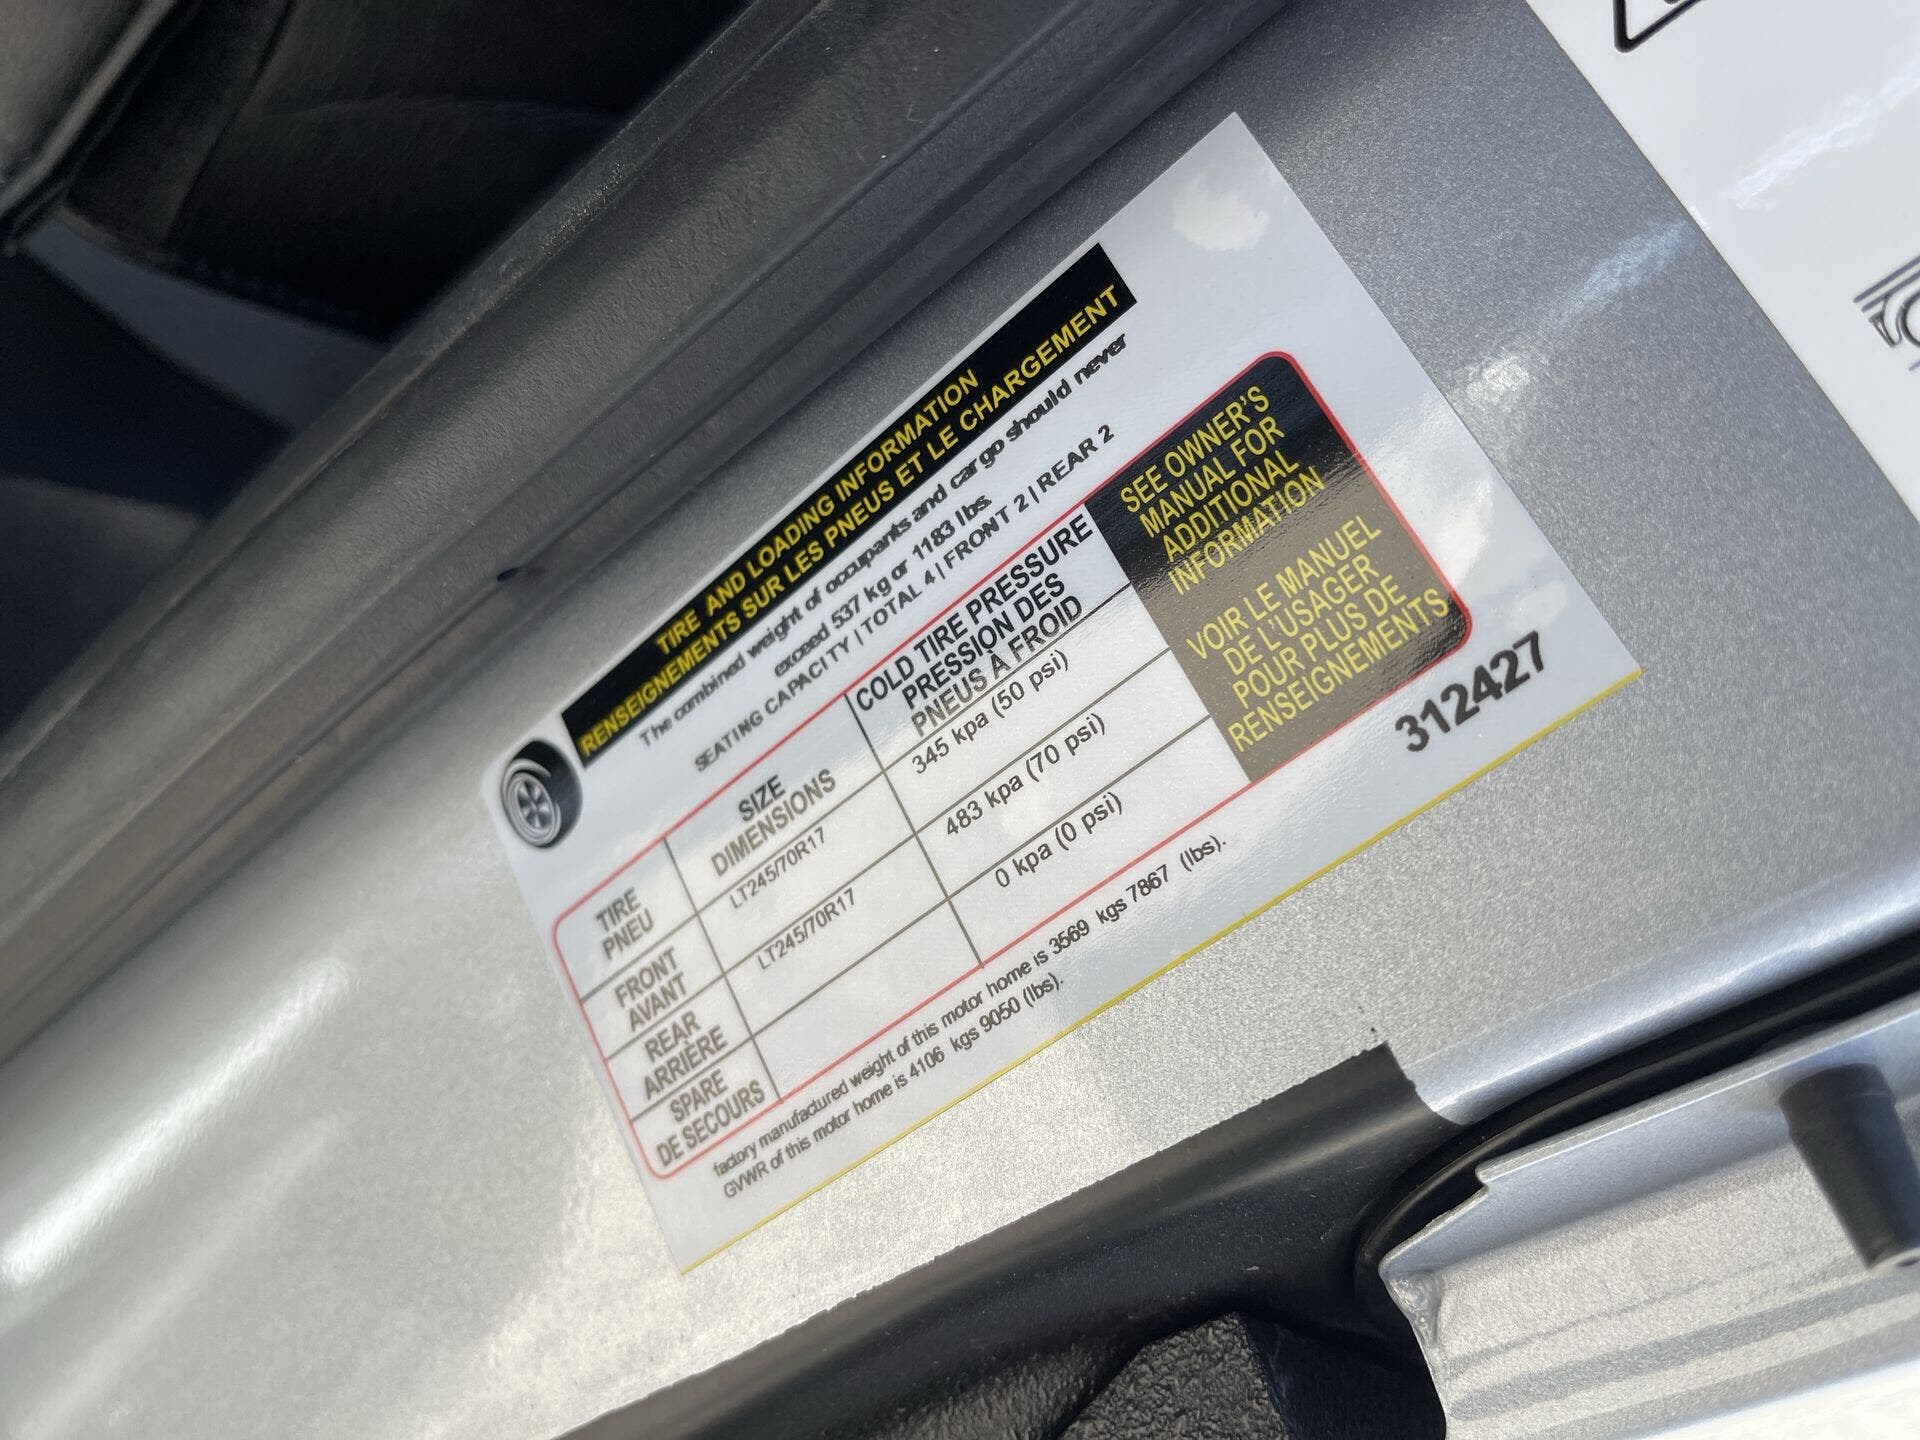 TIRE AND LOADING INFORMATION
RENSEIGNEMENTS SUR LES PNEUS ET LE CHARGEMENT
The combined weight of occupants and cargo should never
exceed 537 kg or 1183 lbs.
SEATING CAPACITY | TOTAL 4 | FRONT 2 | REAR 2
TIRE
PNEU
SIZE
DIMENSIONS
COLD TIRE PRESSURE
PRESSION DES
PNEUS À FROID
FRONT
AVANT
LT245/70R17
345 kpa (50 psi)
REAR
ARRIÈRE
LT245/70R17
483 kpa (70 psi)
SPARE
DE SECOURS
0 kpa (0 psi)
SEE OWNER'S
MANUAL FOR
ADDITIONAL
INFORMATION
VOIR LE MANUEL
DE L'USAGER
POUR PLUS DE
RENSEIGNEMENTS
312427
factory manufactured weight of this motor home is 3569 kgs 7867 (lbs).
GVWR of this motor home is 4106 kgs 9050 (lbs).